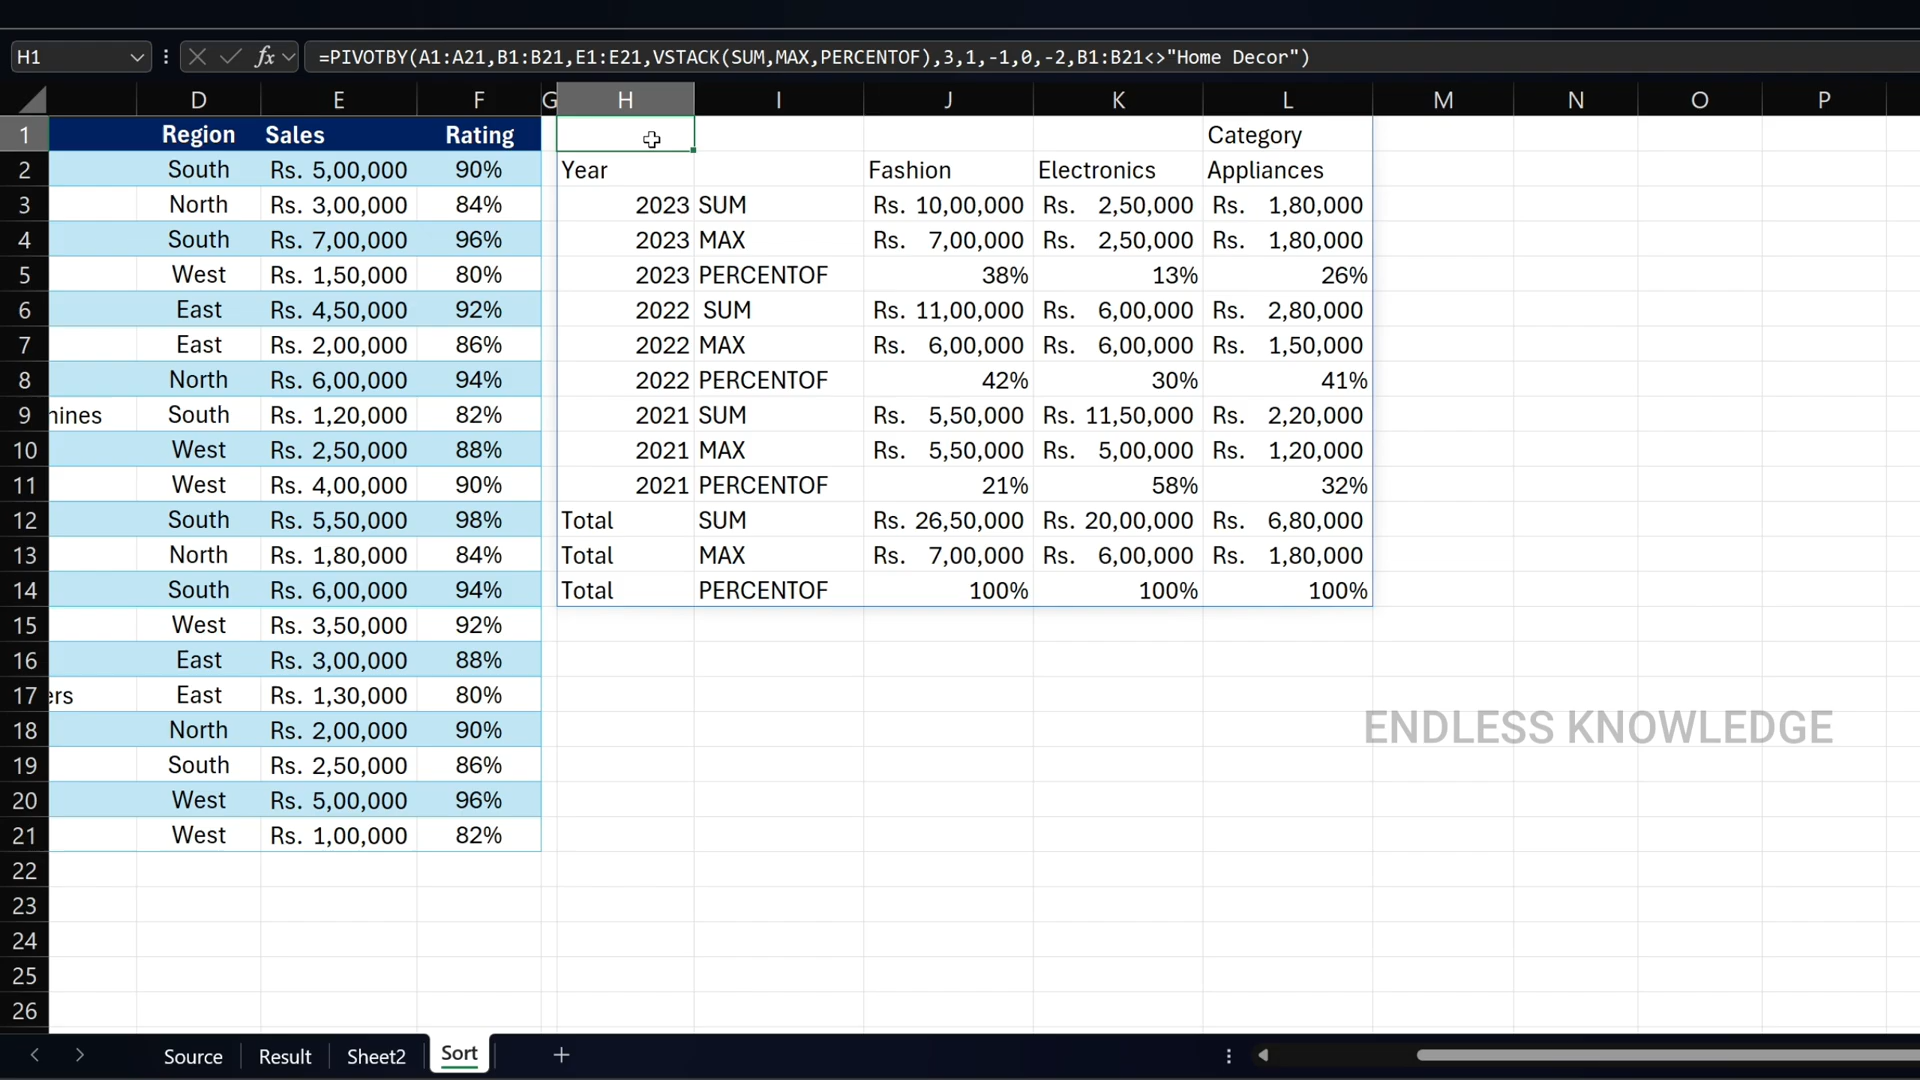 H1 fx =PIVOTBY(A1:A21,B1:B21,E1:E21,VSTACK(SUM,MAX,PERCENTOF),3,1,-1,0,-2,B1:B21<>"Home Decor")
D E F G H I J K L M N O P
1 Region Sales Rating Category
2 South Rs. 5,00,000 90% Year Fashion Electronics Appliances
3 North Rs. 3,00,000 84% 2023 SUM Rs. 10,00,000 Rs. 2,50,000 Rs. 1,80,000
4 South Rs. 7,00,000 96% 2023 MAX Rs. 7,00,000 Rs. 2,50,000 Rs. 1,80,000
5 West Rs. 1,50,000 80% 2023 PERCENTOF 38% 13% 26%
6 East Rs. 4,50,000 92% 2022 SUM Rs. 11,00,000 Rs. 6,00,000 Rs. 2,80,000
7 East Rs. 2,00,000 86% 2022 MAX Rs. 6,00,000 Rs. 6,00,000 Rs. 1,50,000
8 North Rs. 6,00,000 94% 2022 PERCENTOF 42% 30% 41%
9 hines South Rs. 1,20,000 82% 2021 SUM Rs. 5,50,000 Rs. 11,50,000 Rs. 2,20,000
10 West Rs. 2,50,000 88% 2021 MAX Rs. 5,50,000 Rs. 5,00,000 Rs. 1,20,000
11 West Rs. 4,00,000 90% 2021 PERCENTOF 21% 58% 32%
12 South Rs. 5,50,000 98% Total SUM Rs. 26,50,000 Rs. 20,00,000 Rs. 6,80,000
13 North Rs. 1,80,000 84% Total MAX Rs. 7,00,000 Rs. 6,00,000 Rs. 1,80,000
14 South Rs. 6,00,000 94% Total PERCENTOF 100% 100% 100%
15 West Rs. 3,50,000 92%
16 East Rs. 3,00,000 88%
17 ers East Rs. 1,30,000 80%
18 North Rs. 2,00,000 90%
ENDLESS KNOWLEDGE
19 South Rs. 2,50,000 86%
20 West Rs. 5,00,000 96%
21 West Rs. 1,00,000 82%
22
23
24
25
26
Source Result Sheet2 Sort